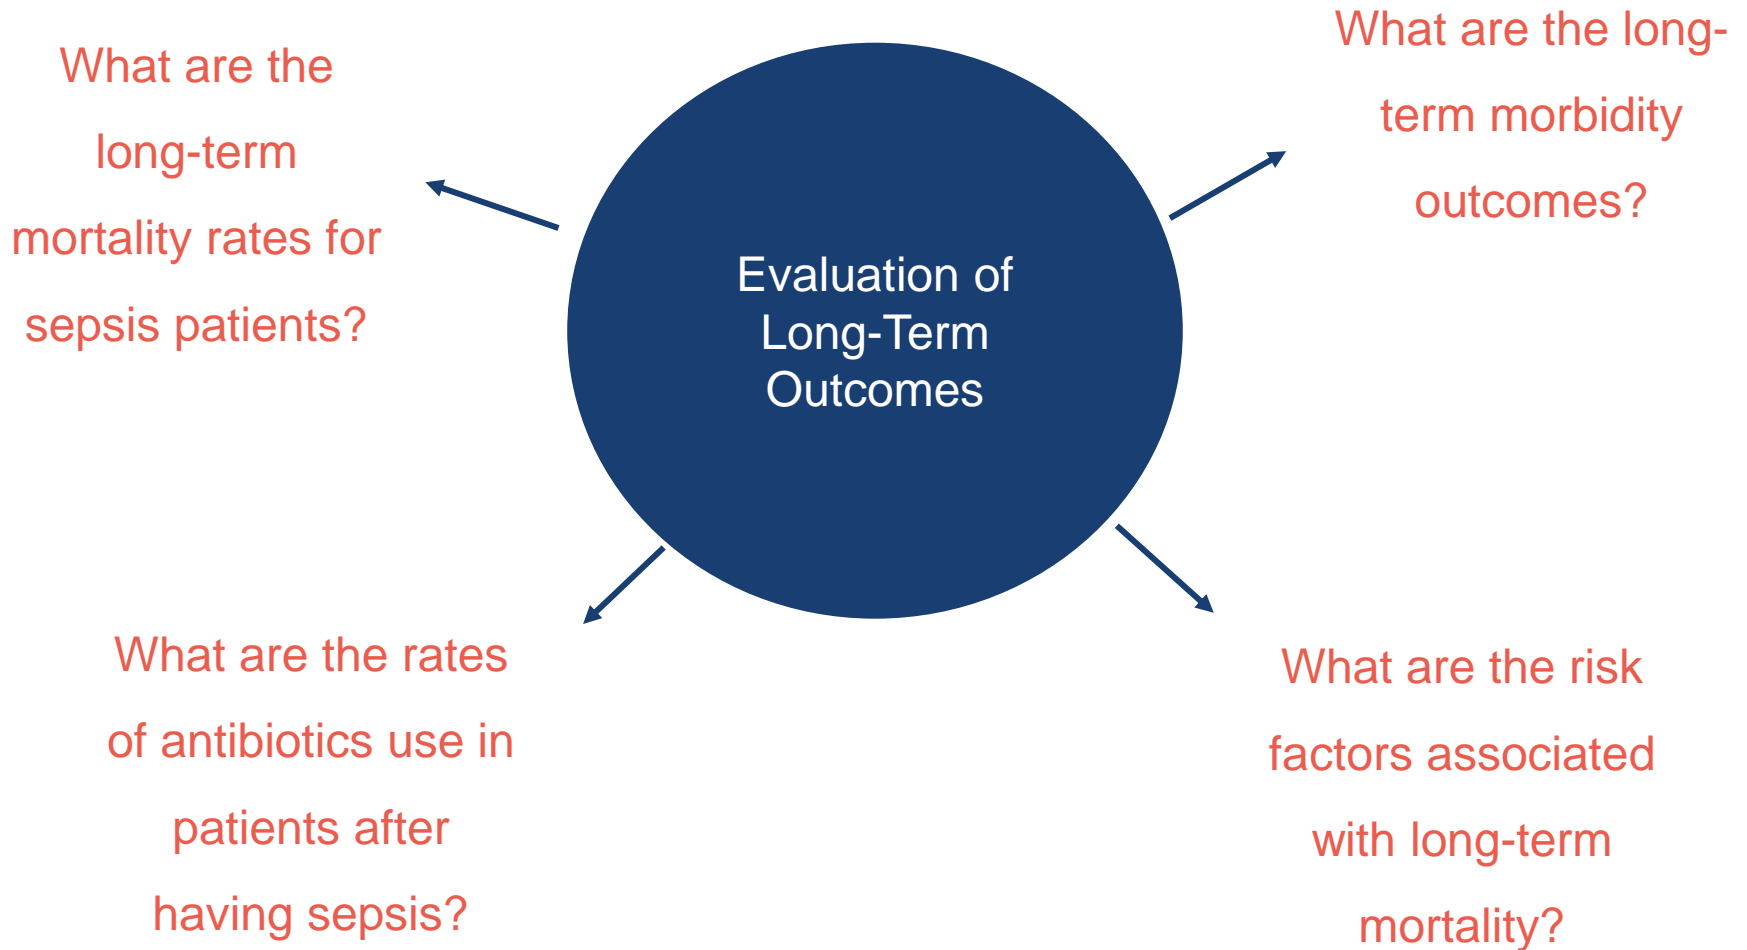 What are the
long-term
mortality rates for
sepsis patients?
What are the long-
term morbidity
outcomes?
Evaluation of
Long-Term
Outcomes
What are the rates
of antibiotics use in
patients after
having sepsis?
What are the risk
factors associated
with long-term
mortality?